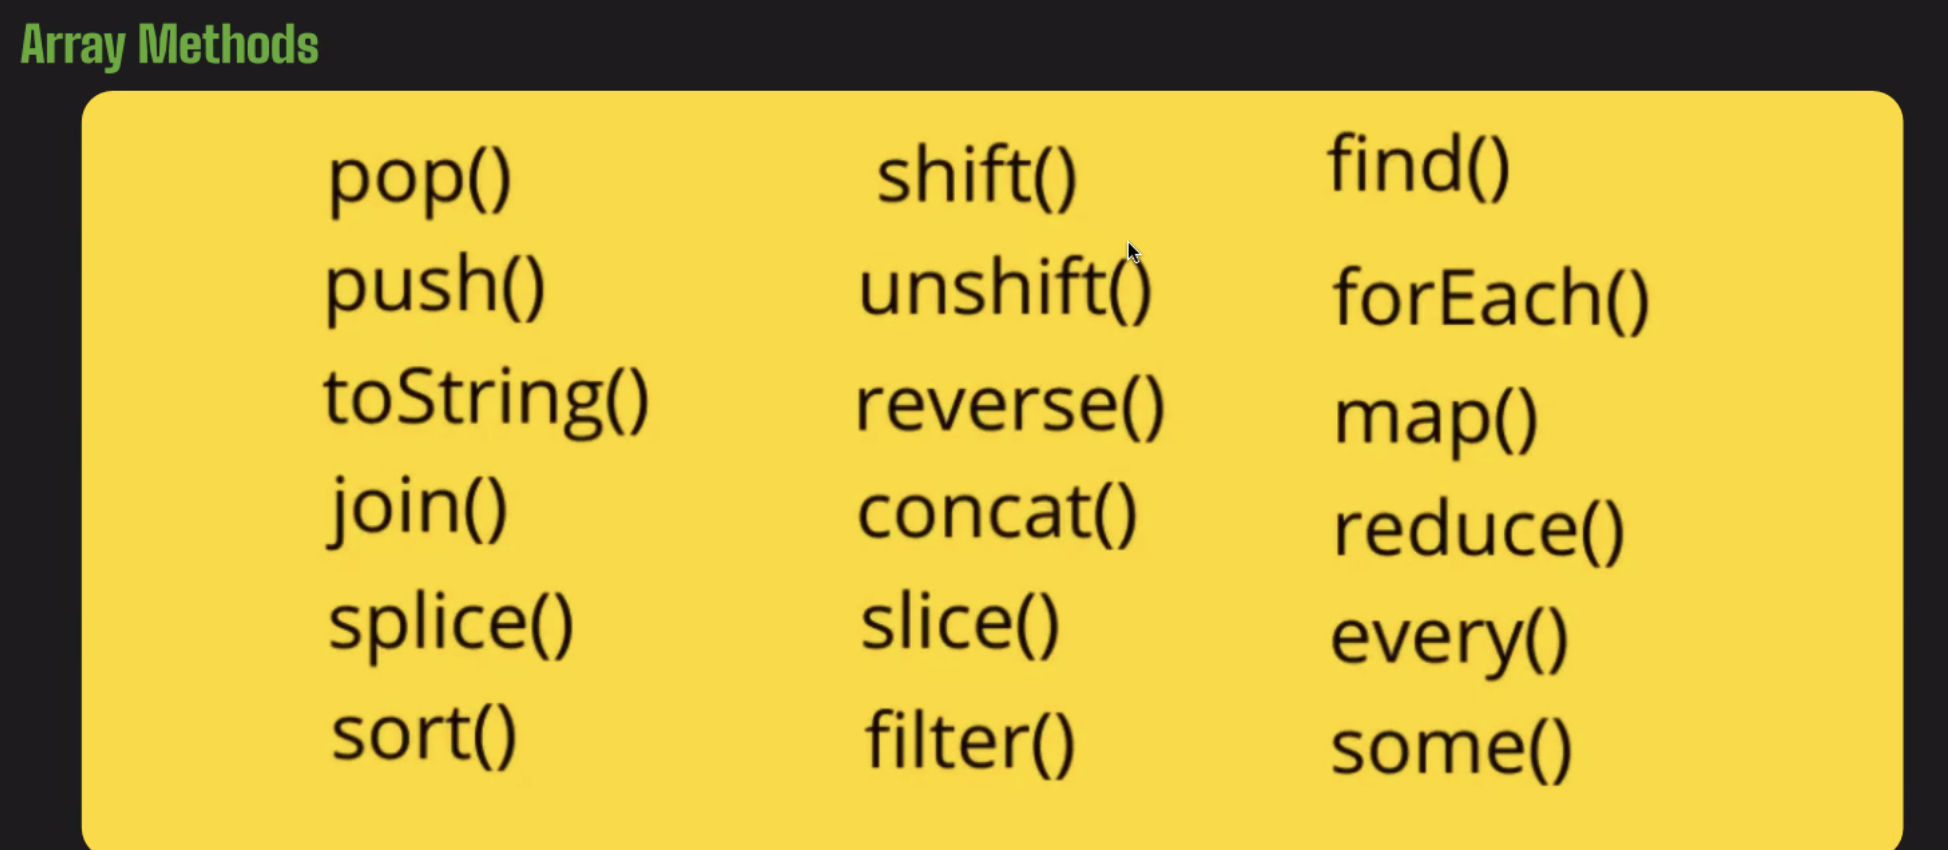 Array Methods
pop()
push()
toString()
join()
splice()
sort()
shift()
unshift()
reverse()
concat()
slice()
filter()
find()
forEach()
map()
reduce()
every()
some()